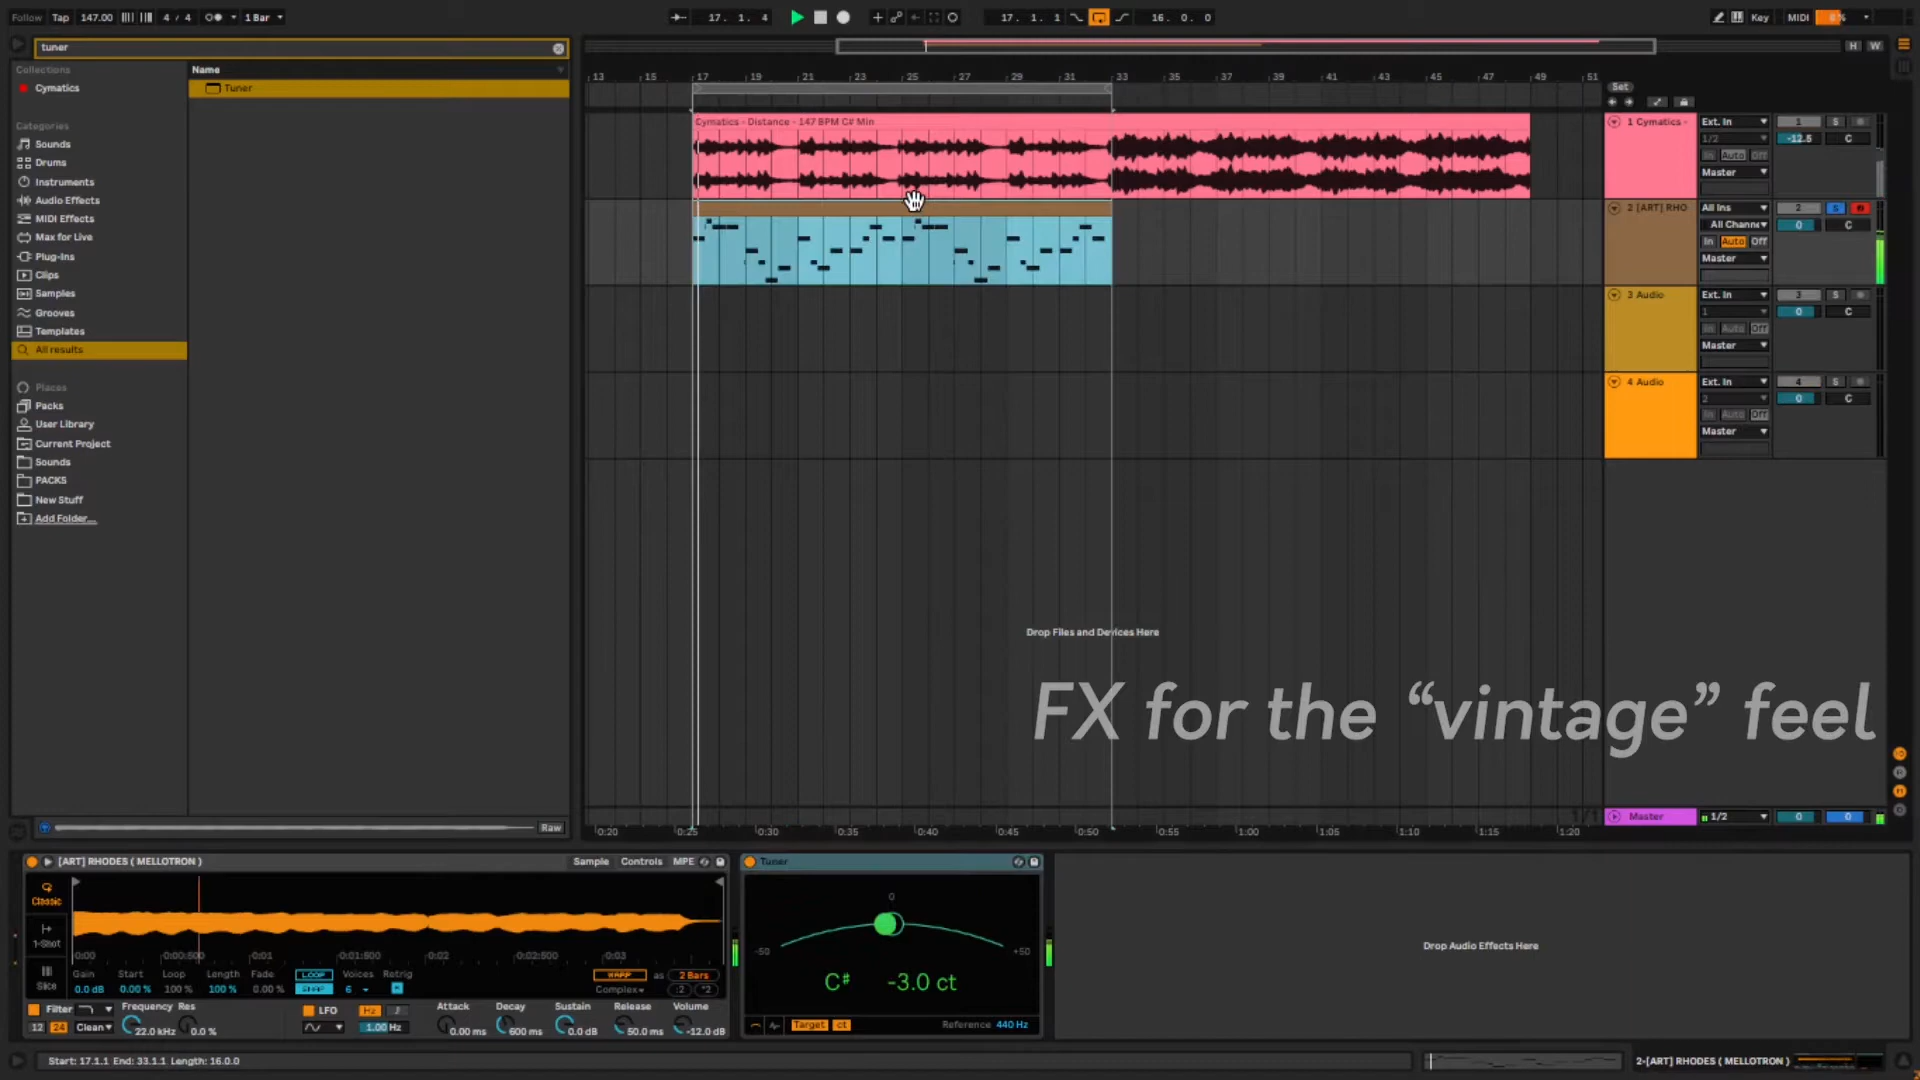 Follow Tap 147.00 4 / 4 1 Bar 17. 1. 4 17. 1. 1 16. 0. 0 Key MIDI 8%
tuner H W
Collections Name 13 15 17 19 21 23 25 27 29 31 33 35 37 39 41 43 45 47 49 51
Cymatics Tuner Set
Categories Cymatics - Distance - 147 BPM C# Min 1 Cymatics - Ext. In 1 S
Sounds 1/2 -12.5 C
Drums In Auto Off
Instruments Master
Audio Effects 2 [ART] RHO All Ins 2 S
MIDI Effects All Channe 0 C
Max for Live In Auto Off
Plug-Ins Master
Clips
Samples 3 Audio Ext. In 3 S
Grooves 1 0 C
Templates In Auto Off
All results Master
Places 4 Audio Ext. In 4 S
Packs 2 0 C
User Library In Auto Off
Current Project Master
Sounds
PACKS
New Stuff
Add Folder...
Drop Files and Devices Here
FX for the “vintage” feel
Raw 1/1 Master 1/2 0 0
0:20 0:25 0:30 0:35 0:40 0:45 0:50 0:55 1:00 1:05 1:10 1:15 1:20
[ART] RHODES ( MELLOTRON ) Sample Controls MPE Tuner
Classic 0
1-Shot -50 +50
Drop Audio Effects Here
0:00 0:00:500 0:01 0:01:500 0:02 0:02:500 0:03
Slice Gain Start Loop Length Fade LOOP Voices Retrig WARP as 2 Bars C# -3.0 ct
0.0 dB 0.00 % 100 % 100 % 0.00 % SNAP 6 R Complex :2 *2
Filter Frequency Res LFO Hz Attack Decay Sustain Release Volume
12 24 Clean 22.0 kHz 0.0 % 1.00 Hz 0.00 ms 600 ms 0.0 dB 50.0 ms -12.0 dB Target ct Reference 440 Hz
Start: 17.1.1 End: 33.1.1 Length: 16.0.0 2-[ART] RHODES ( MELLOTRON )